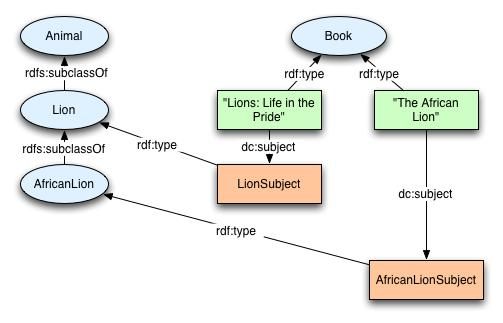 Animal
Book
rdfs:subclassOf
rdf:type
rdf:type
Lion
"Lions: Life in the
Pride"
"The African
Lion"
rdfs:subclassOf
rdf:type
dc:subject
AfricanLion
LionSubject
dc:subject
rdf:type
AfricanLionSubject